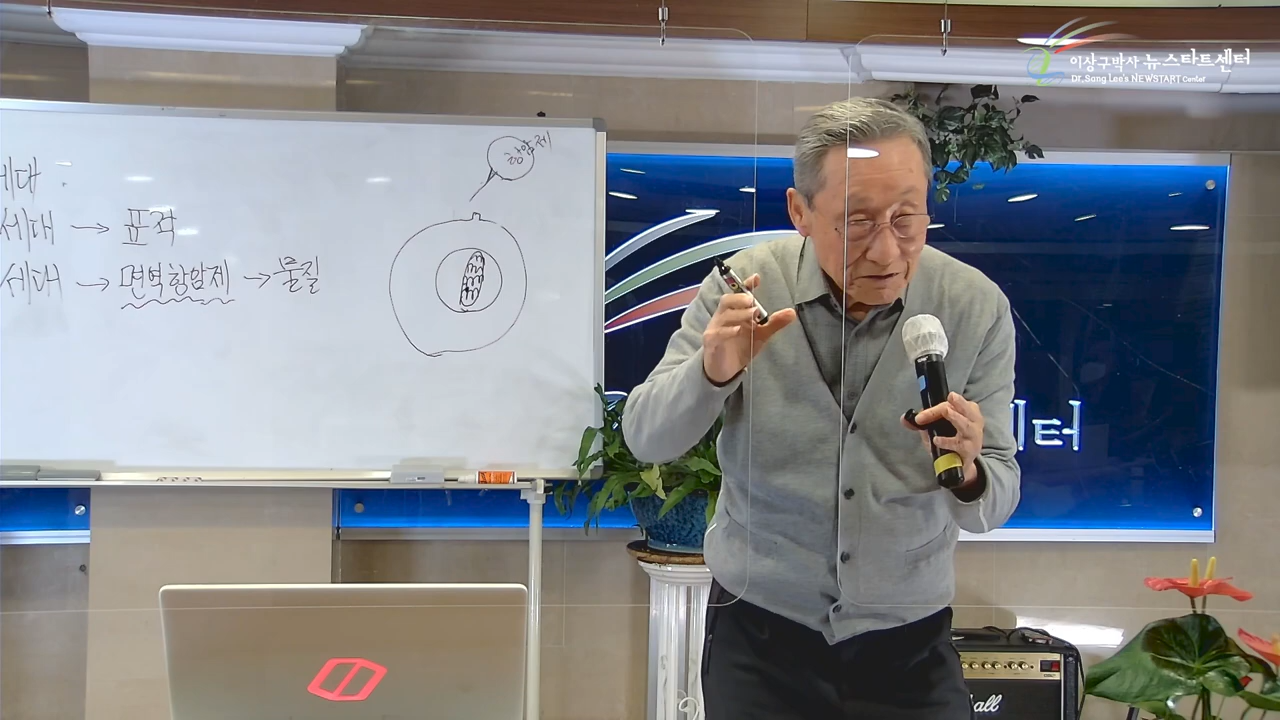 이상구박사 뉴스타트센터
Dr. Sang Lee's NEWSTART Center
항암제
세대
세대 → 표적
세대 → 면역항암제 → 물질
터
all